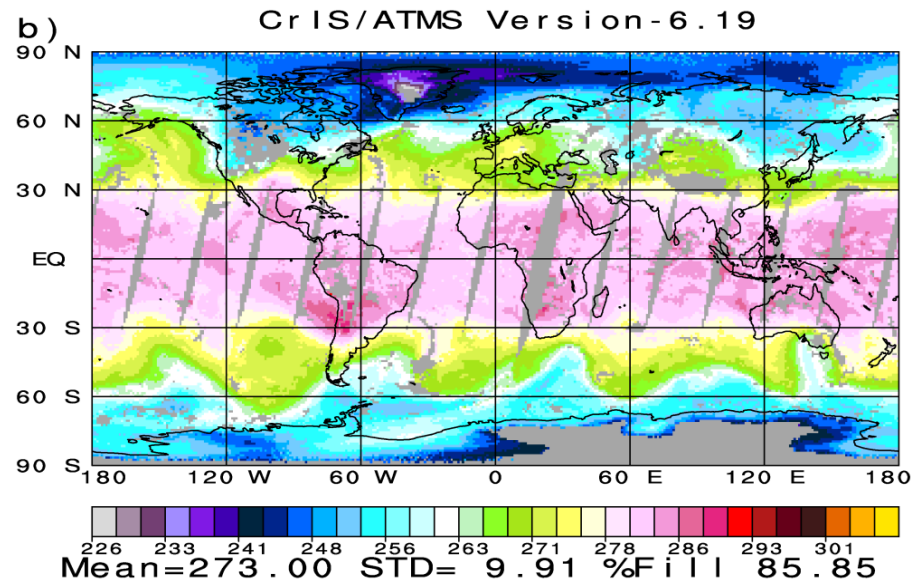 b) CrIS/ATMS Version-6.19
90 N
60 N
30 N
EQ
30 S
60 S
90 S
180 120 W 60 W 0 60 E 120 E 180
226 233 241 248 256 263 271 278 286 293 301
Mean=273.00 STD= 9.91 %Fill 85.85